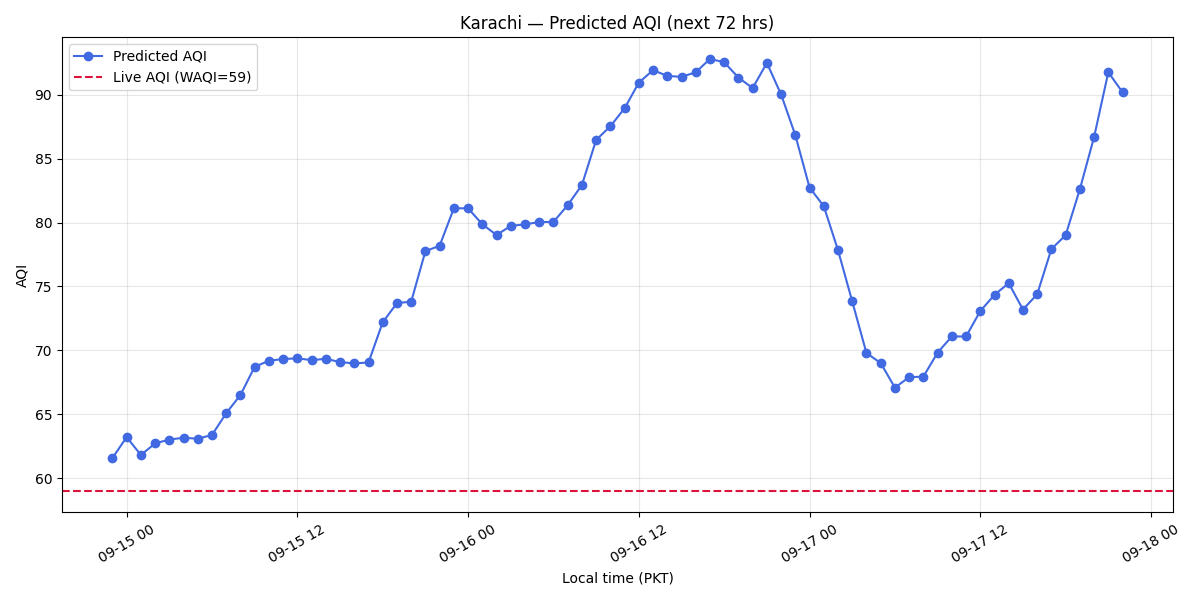 Karachi — Predicted AQI (next 72 hrs)
Predicted AQI
Live AQI (WAQI=59)
AQI
90
85
80
75
70
65
60
09-15 00
09-15 12
09-16 00
09-16 12
09-17 00
09-17 12
09-18 00
Local time (PKT)